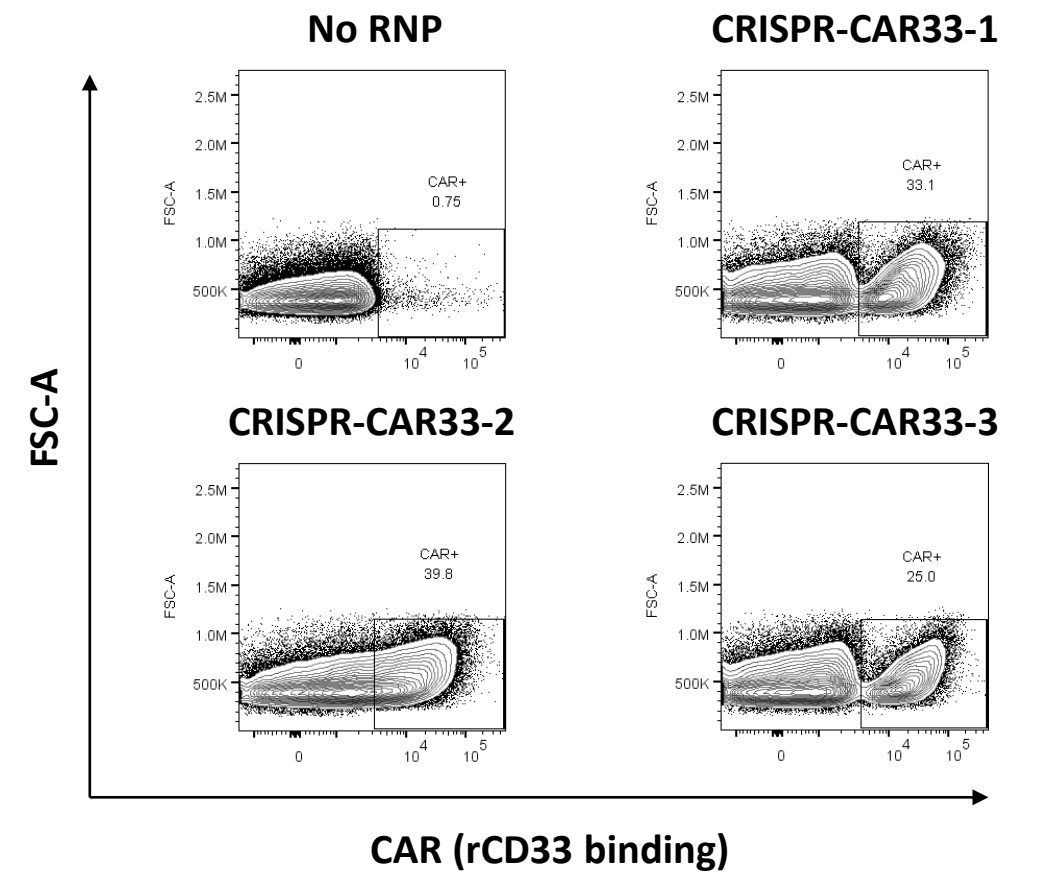 No RNP
CRISPR-CAR33-1
2.5M
2.0M
1.5M
1.0M
500K
FSC-A
CAR+
0.75
0
10^4
10^5
2.5M
2.0M
1.5M
1.0M
500K
FSC-A
CAR+
33.1
0
10^4
10^5
FSC-A
CRISPR-CAR33-2
CRISPR-CAR33-3
2.5M
2.0M
1.5M
1.0M
500K
FSC-A
CAR+
39.8
0
10^4
10^5
2.5M
2.0M
1.5M
1.0M
500K
FSC-A
CAR+
25.0
0
10^4
10^5
CAR (rCD33 binding)